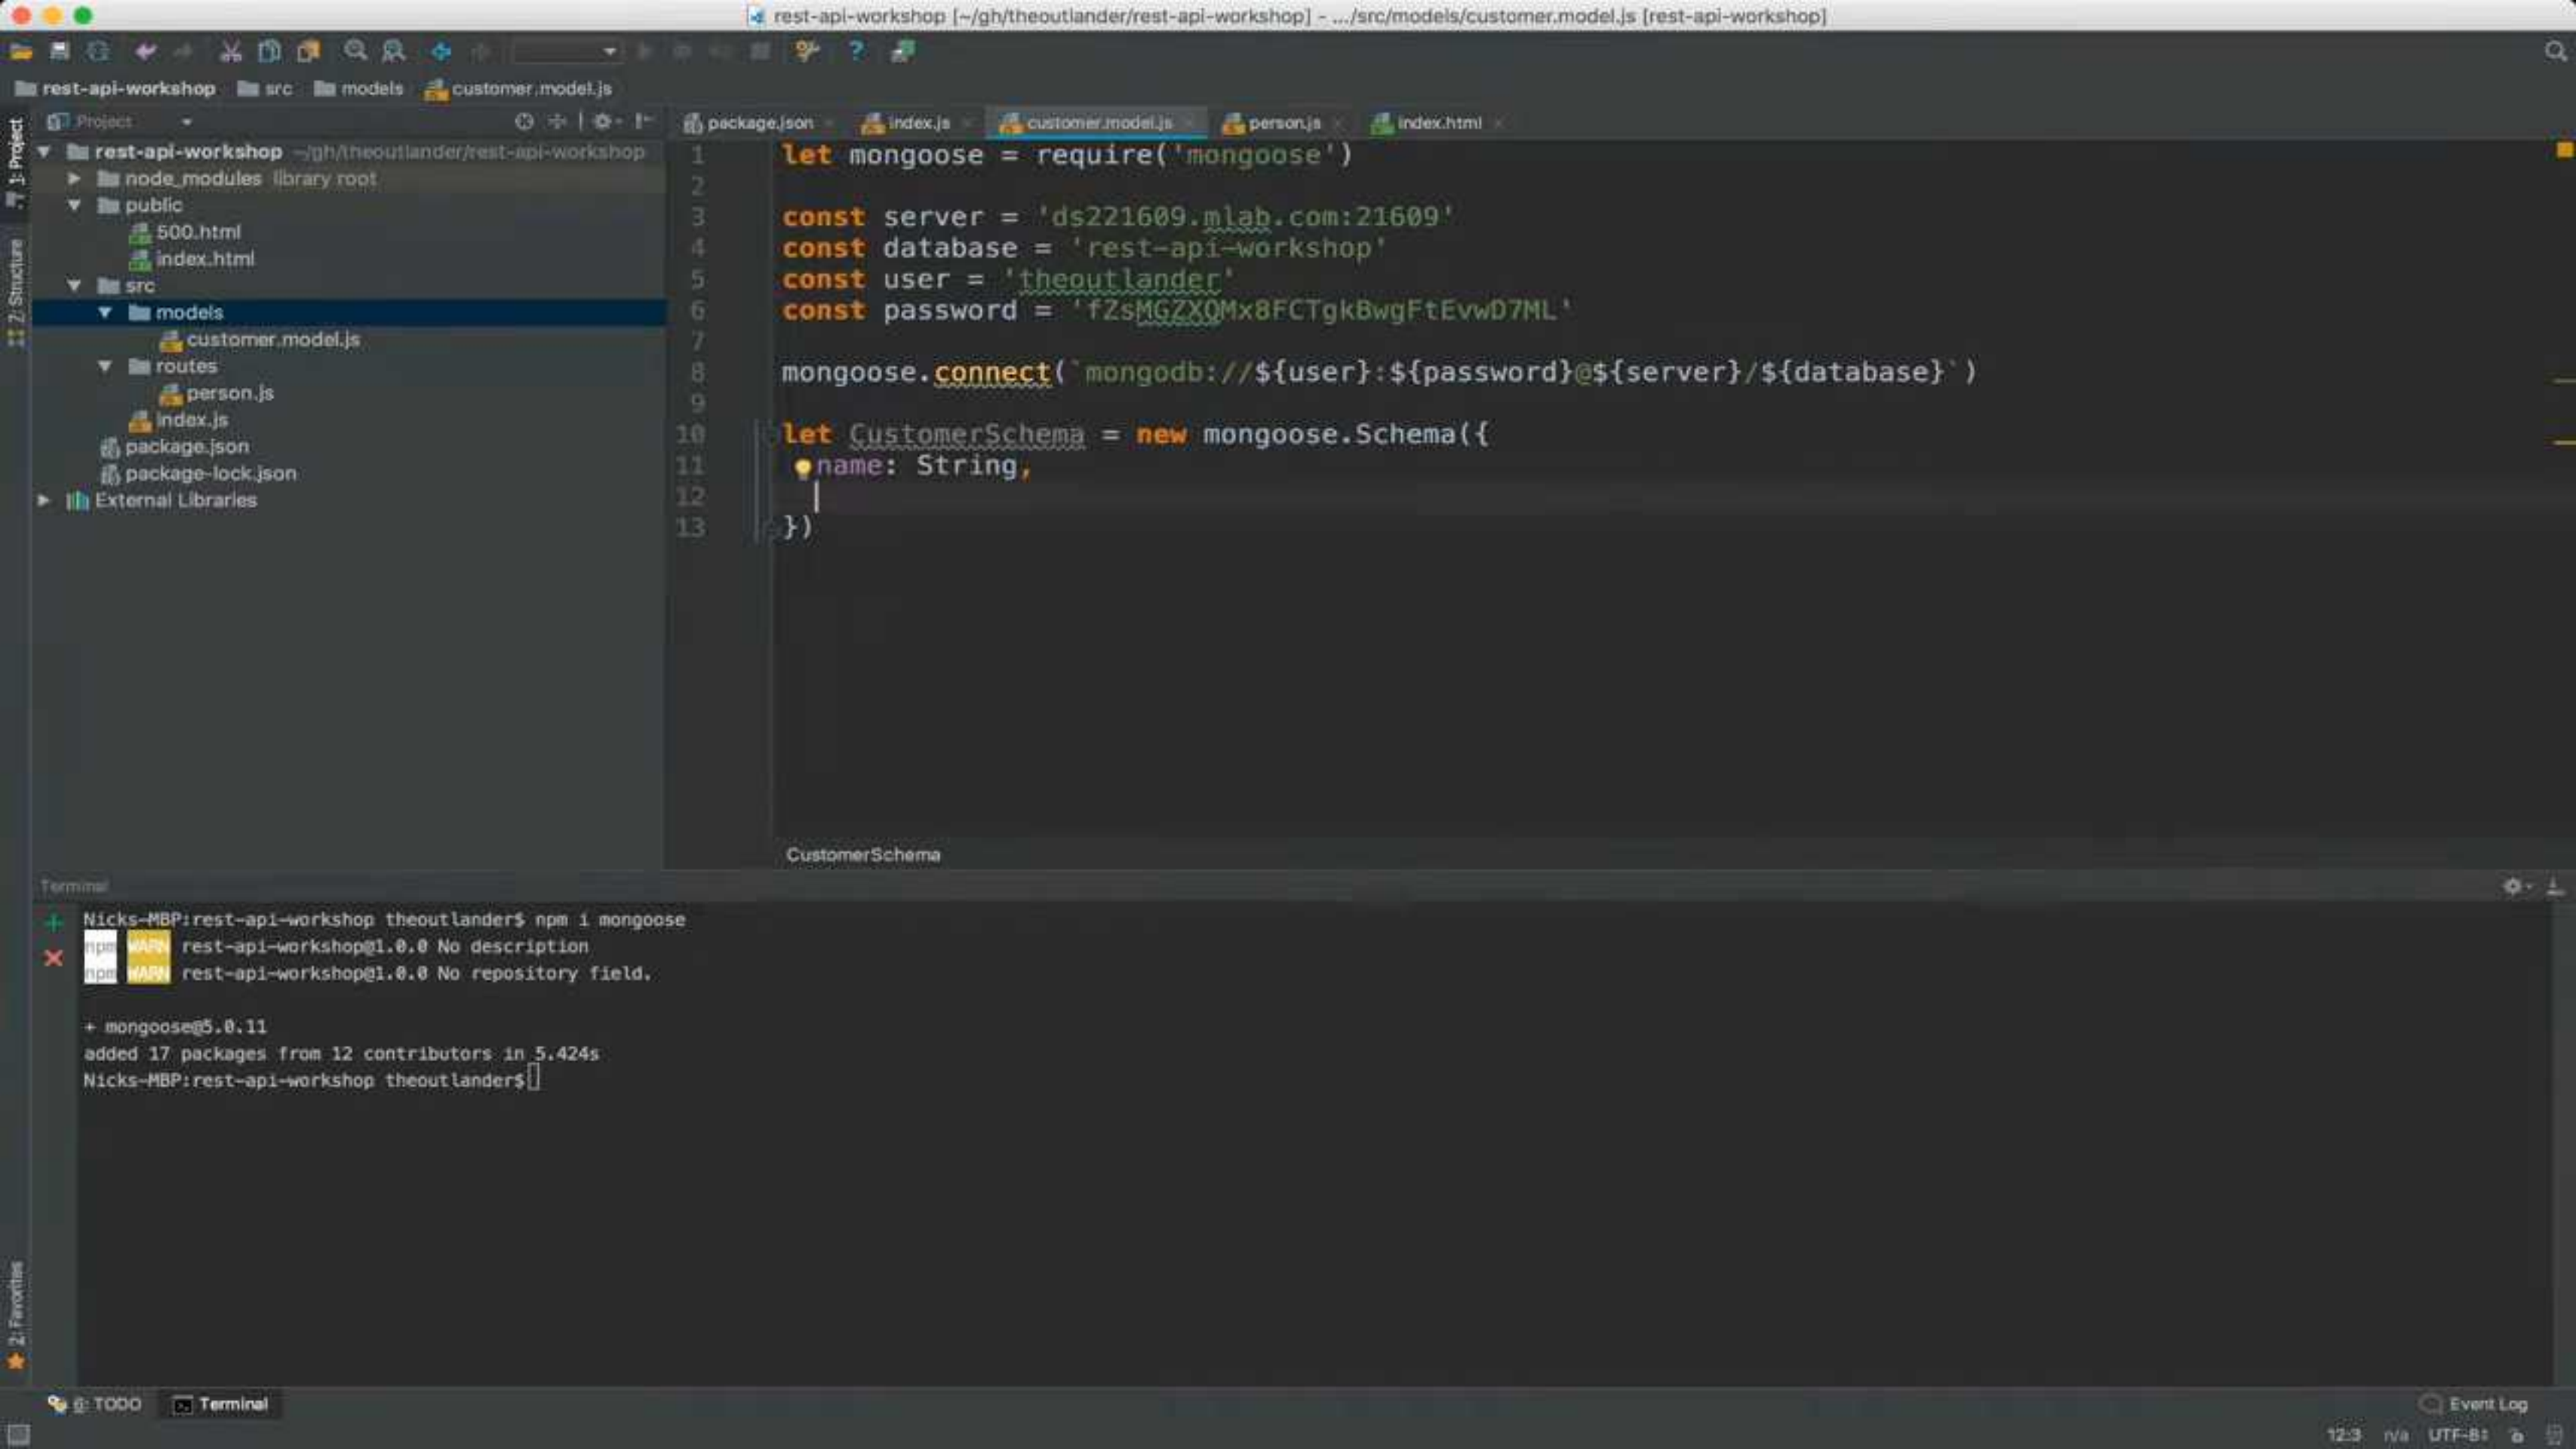 rest-api-workshop [~/gh/theoutlander/rest-api-workshop] - .../src/models/customer.model.js [rest-api-workshop]
rest-api-workshop src models customer.model.js
1: Project
Project
package.json index.js customer.model.js person.js index.html
rest-api-workshop ~/gh/theoutlander/rest-api-workshop
node_modules library root
public
500.html
index.html
src
models
customer.model.js
routes
person.js
index.js
package.json
package-lock.json
External Libraries
Z: Structure
1 let mongoose = require('mongoose')
2
3 const server = 'ds221609.mlab.com:21609'
4 const database = 'rest-api-workshop'
5 const user = 'theoutlander'
6 const password = 'fZsMGZXQMx8FCTgkBwgFtEvwD7ML'
7
8 mongoose.connect(`mongodb://${user}:${password}@${server}/${database}`)
9
10 let CustomerSchema = new mongoose.Schema({
11 name: String,
12
13 })
CustomerSchema
Terminal
Nicks-MBP:rest-api-workshop theoutlander$ npm i mongoose
npm WARN rest-api-workshop@1.0.0 No description
npm WARN rest-api-workshop@1.0.0 No repository field.
+ mongoose@5.0.11
added 17 packages from 12 contributors in 5.424s
Nicks-MBP:rest-api-workshop theoutlander$
2: Favorites
6: TODO Terminal
Event Log
12:3 n/a UTF-8